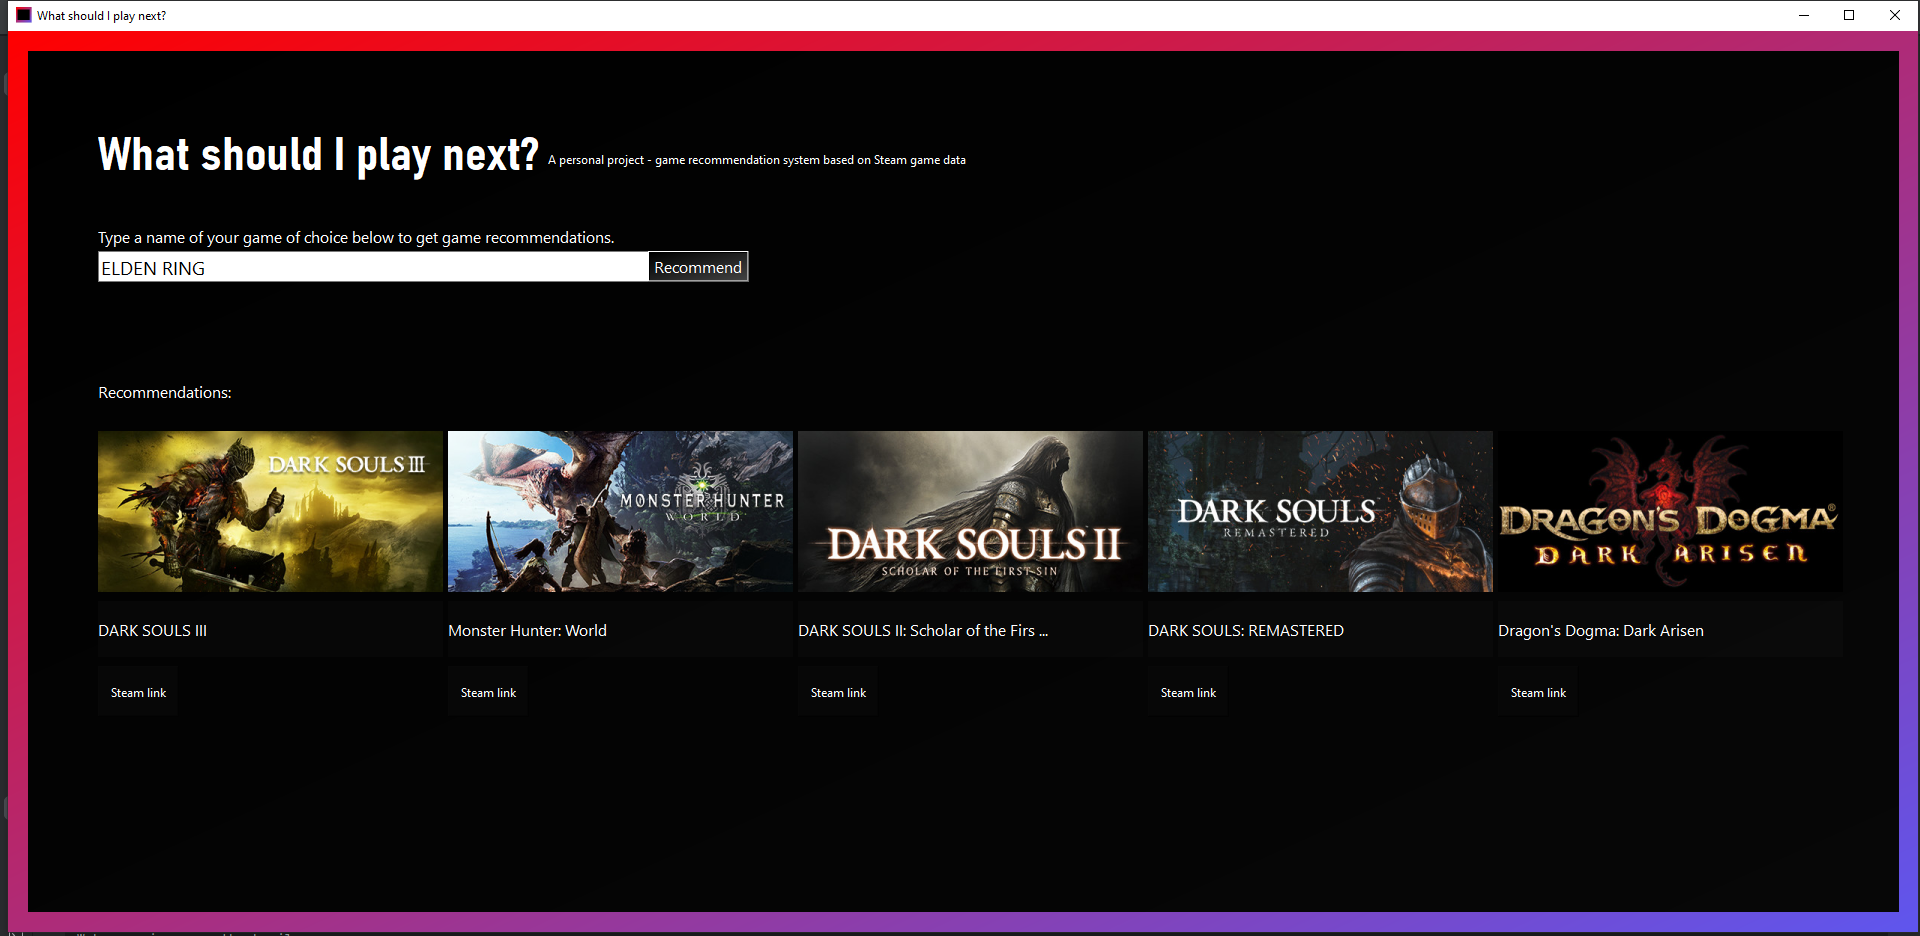 What should I play next?
What should I play next? A personal project - game recommendation system based on Steam game data
Type a name of your game of choice below to get game recommendations.
ELDEN RING Recommend
Recommendations:
DARK SOULS III
MONSTER HUNTER
WORLD
DARK SOULS II
SCHOLAR OF THE FIRST SIN
DARK SOULS
REMASTERED
DRAGON'S DOGMA®
DARK ARISEN
DARK SOULS III Monster Hunter: World DARK SOULS II: Scholar of the Firs ... DARK SOULS: REMASTERED Dragon's Dogma: Dark Arisen
Steam link Steam link Steam link Steam link Steam link